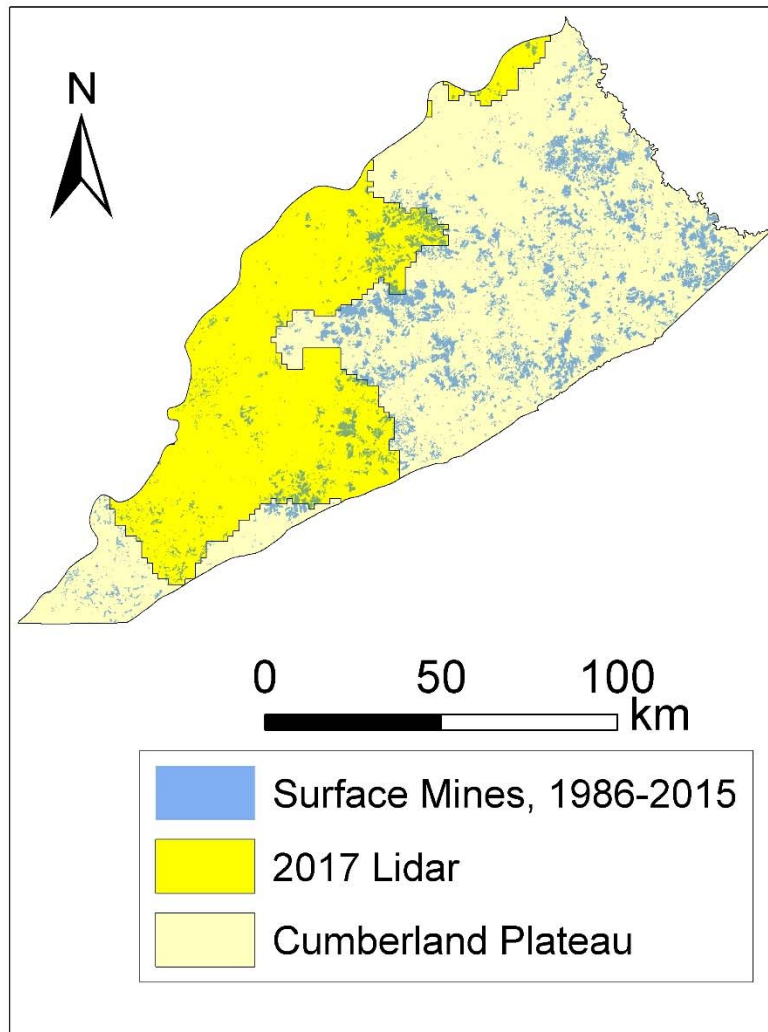 N
0 50 100
km
Surface Mines, 1986-2015
2017 Lidar
Cumberland Plateau